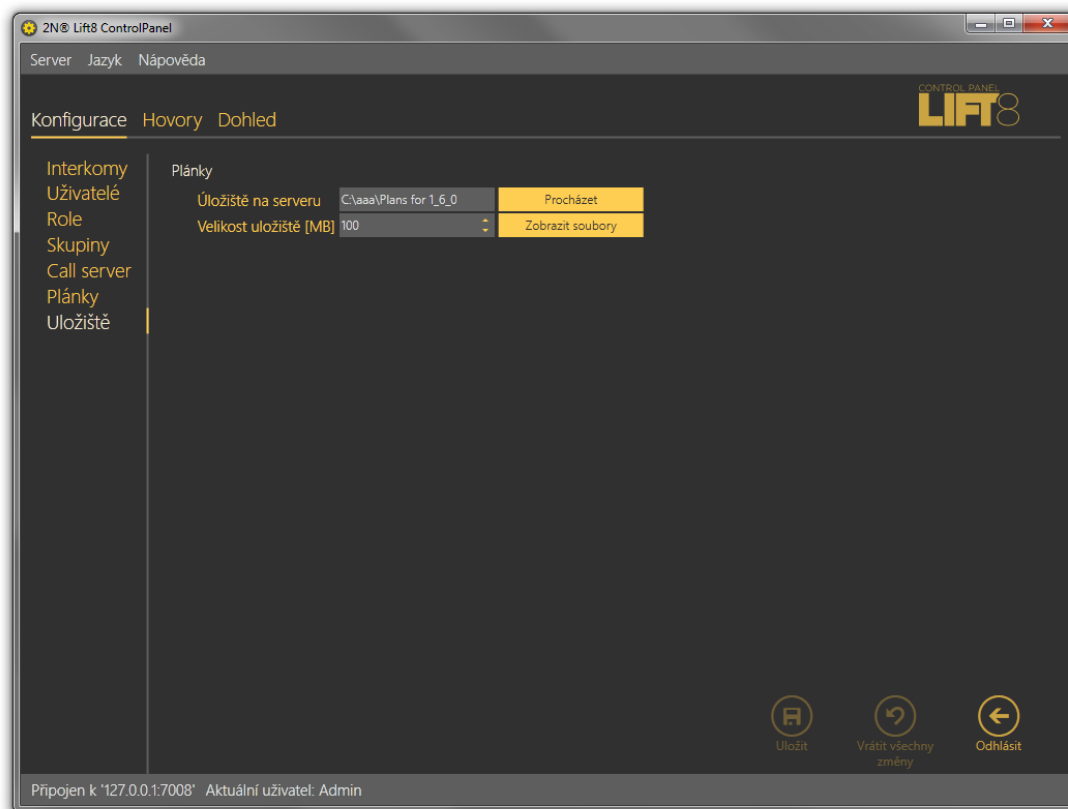 2N® Lift8 ControlPanel
Server Jazyk Nápověda
CONTROL PANEL
LIFT8
Konfigurace Hovory Dohled
Interkomy
Uživatelé
Role
Skupiny
Call server
Plánky
Uložiště
Plánky
Úložiště na serveru C:\aaa\Plans for 1_6_0 Procházet
Velikost uložiště [MB] 100 Zobrazit soubory
Uložit
Vrátit všechny
změny
Odhlásit
Připojen k '127.0.0.1:7008' Aktuální uživatel: Admin